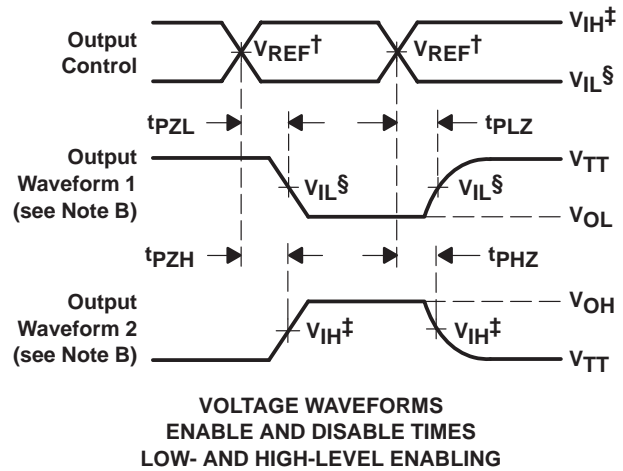 Output
Control
VREF†
VREF†
VIH‡
VIL§
tPZL
tPLZ
Output
Waveform 1
(see Note B)
VIL§
VIL§
VTT
VOL
tPZH
tPHZ
Output
Waveform 2
(see Note B)
VIH‡
VIH‡
VOH
VTT
VOLTAGE WAVEFORMS
ENABLE AND DISABLE TIMES
LOW- AND HIGH-LEVEL ENABLING